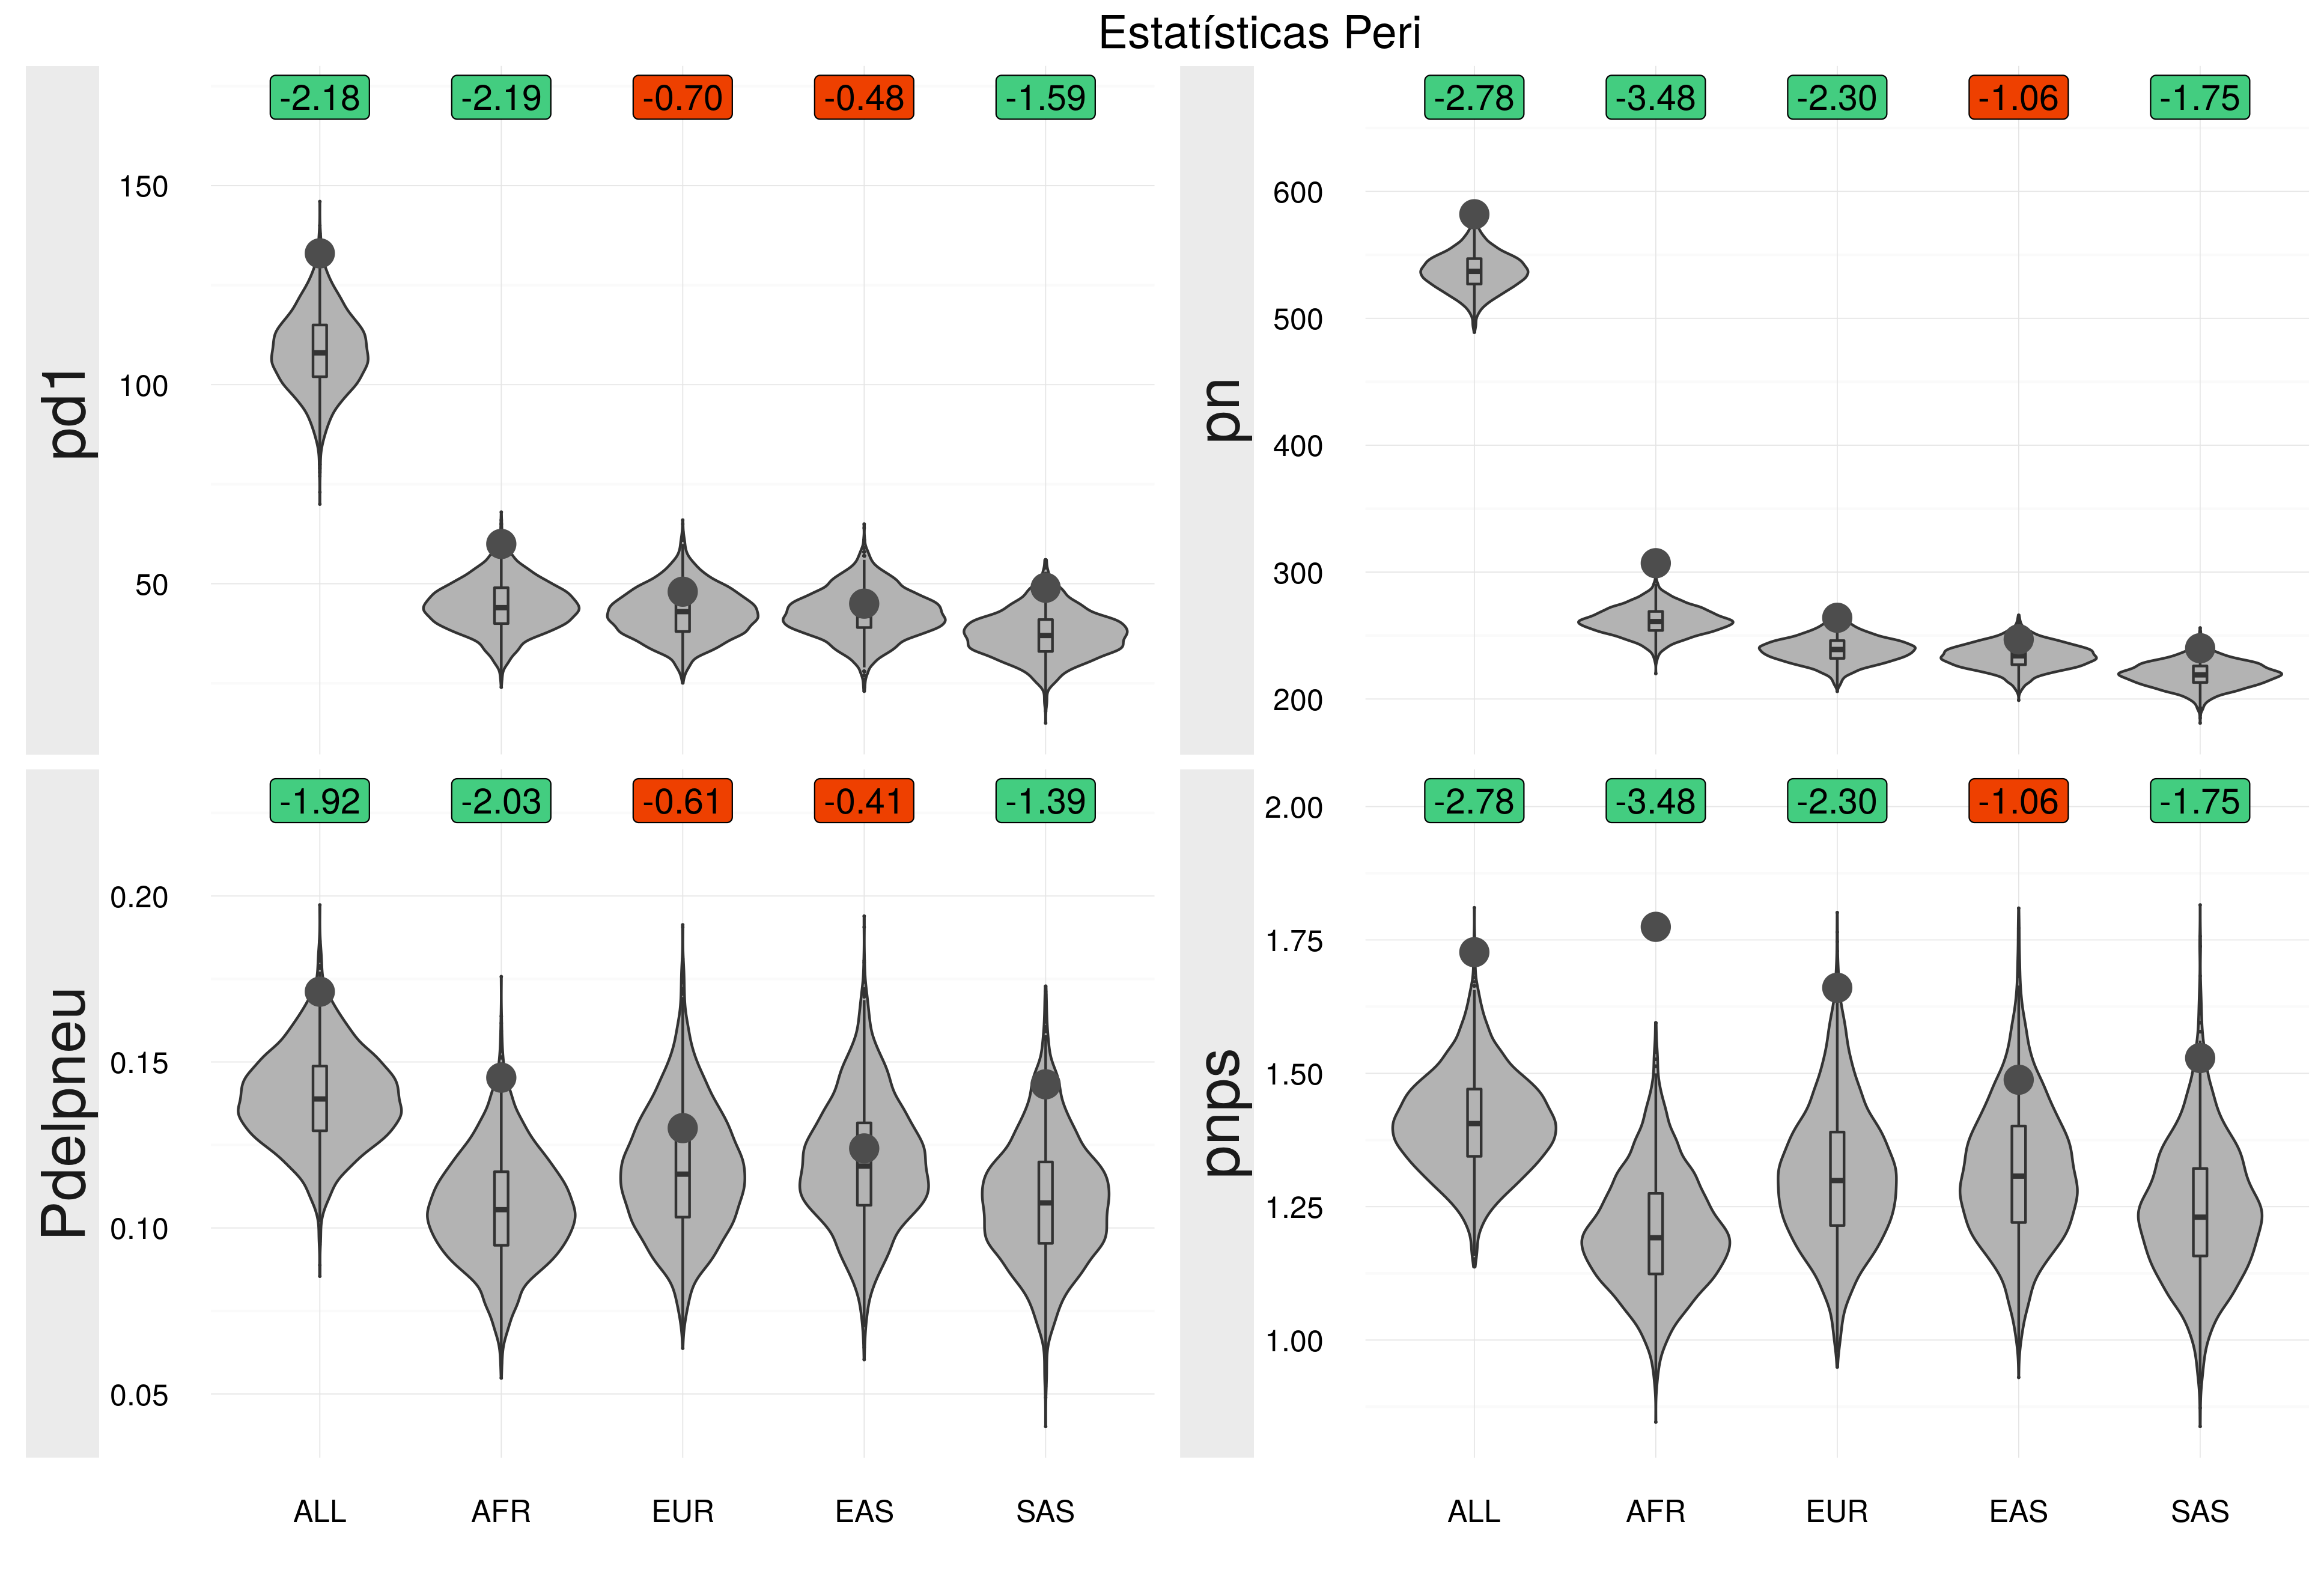 Estatísticas Peri
pd1
-2.18 -2.19 -0.70 -0.48 -1.59
150
100
50
pn
-2.78 -3.48 -2.30 -1.06 -1.75
600
500
400
300
200
Pdelpneu
-1.92 -2.03 -0.61 -0.41 -1.39
0.20
0.15
0.10
0.05
ALL AFR EUR EAS SAS
pnps
-2.78 -3.48 -2.30 -1.06 -1.75
2.00
1.75
1.50
1.25
1.00
ALL AFR EUR EAS SAS